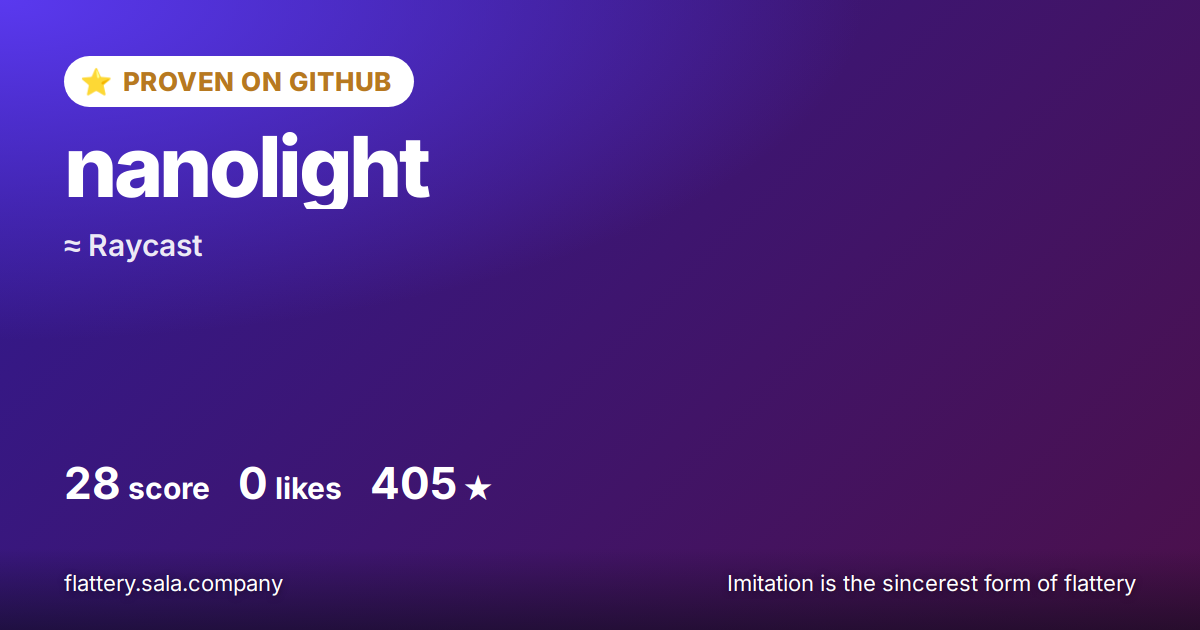 ⭐ PROVEN ON GITHUB
nanolight
≈ Raycast
28 score 0 likes 405 ★
flattery.sala.company
Imitation is the sincerest form of flattery